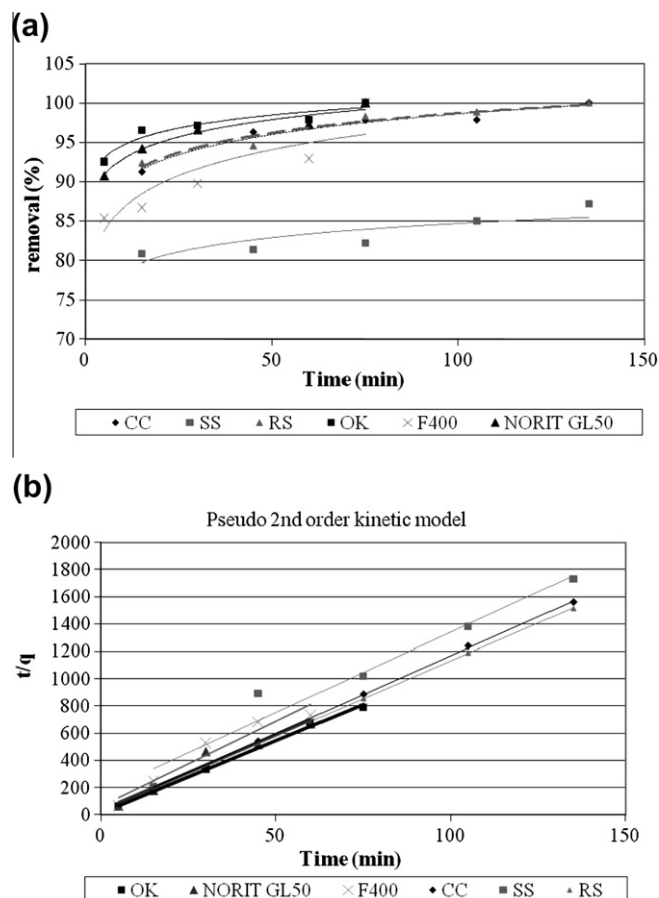 (a)
105
100
95
90
85
80
75
70
0 50 100 150
removal (%)
Time (min)
CC SS RS OK F400 NORIT GL50
(b)
Pseudo 2nd order kinetic model
2000
1800
1600
1400
1200
1000
800
600
400
200
0
0 50 100 150
t/q
Time (min)
OK NORIT GL50 F400 CC SS RS